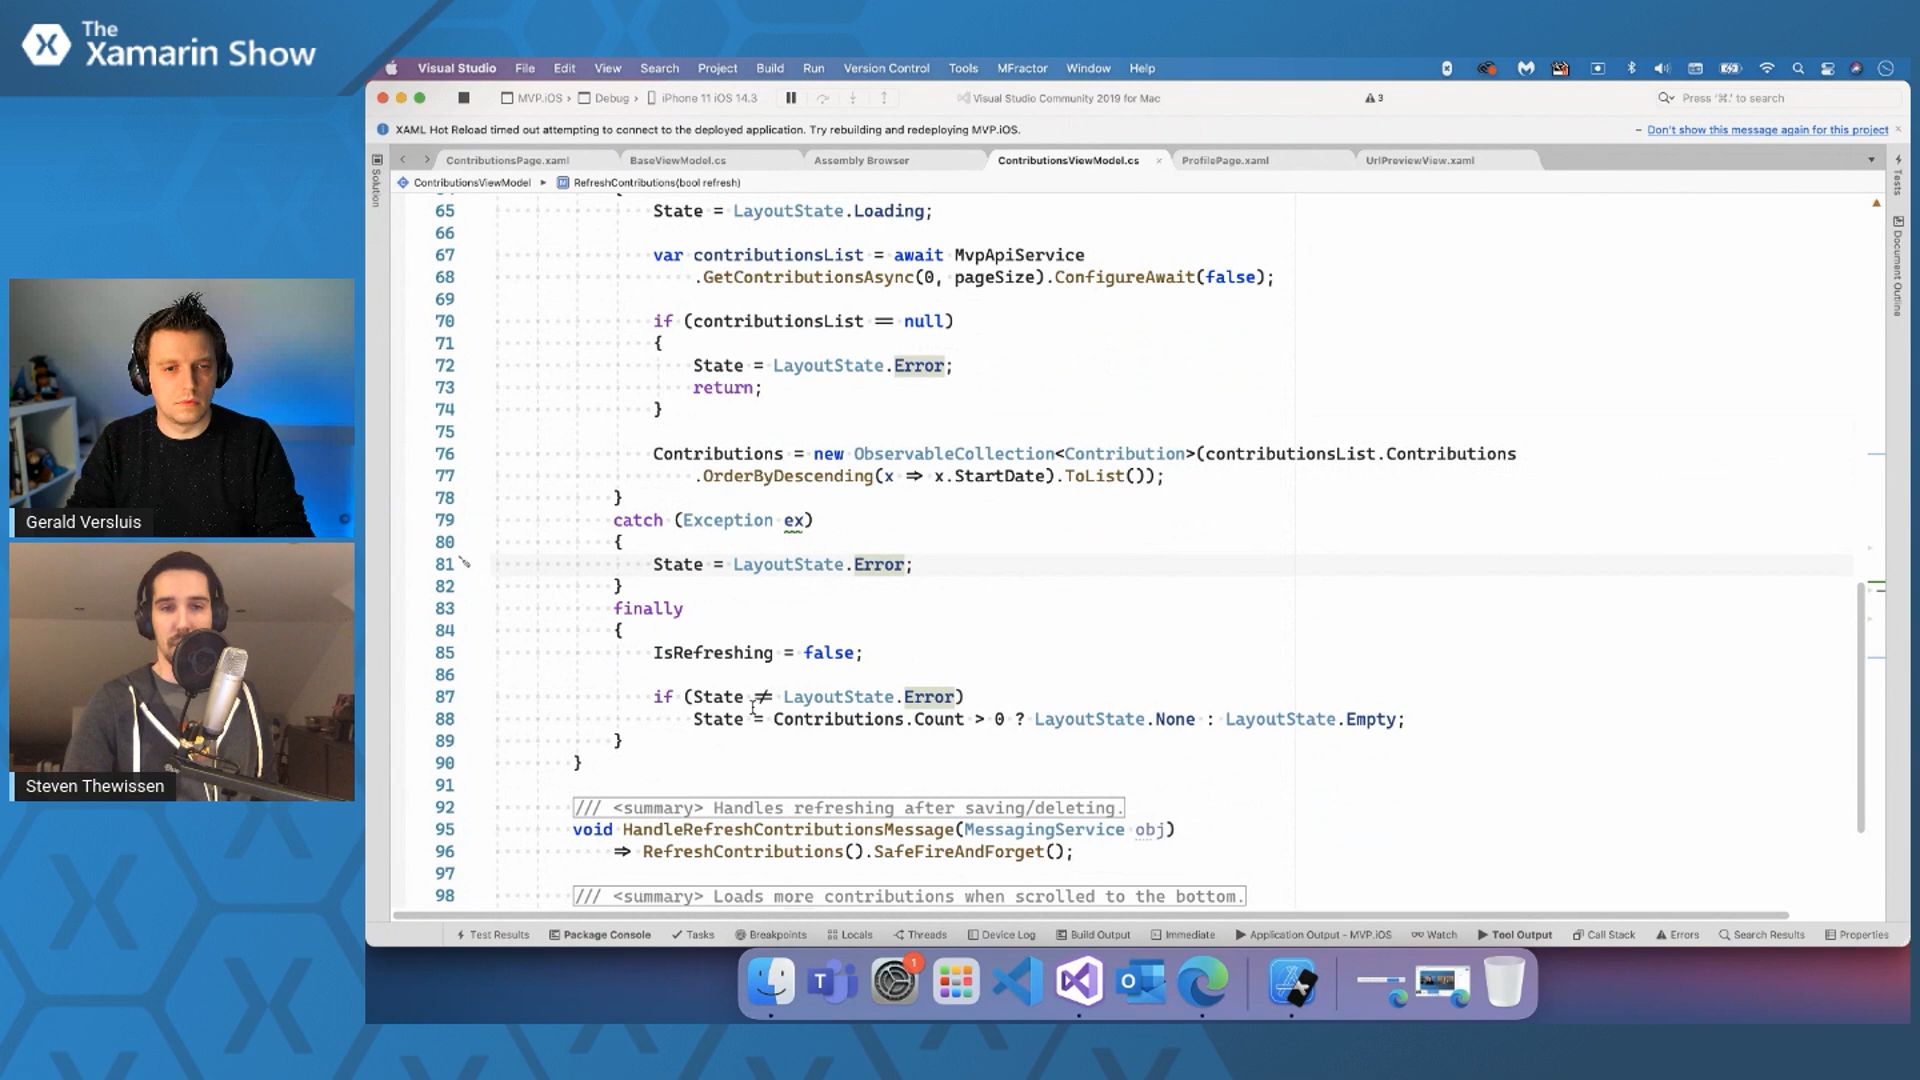 The
Xamarin Show
Visual Studio File Edit View Search Project Build Run Version Control Tools MFractor Window Help
MVP.iOS > Debug > iPhone 11 iOS 14.3
Visual Studio Community 2019 for Mac
3
Press '⌘.' to search
XAML Hot Reload timed out attempting to connect to the deployed application. Try rebuilding and redeploying MVP.iOS.
Don't show this message again for this project
ContributionsPage.xaml BaseViewModel.cs Assembly Browser ContributionsViewModel.cs × ProfilePage.xaml UrlPreviewView.xaml
ContributionsViewModel RefreshContributions(bool refresh)
Solution
Tests
Document Outline
65 State = LayoutState.Loading;
66
67 var contributionsList = await MvpApiService
68 .GetContributionsAsync(0, pageSize).ConfigureAwait(false);
69
70 if (contributionsList == null)
71 {
72 State = LayoutState.Error;
73 return;
74 }
75
76 Contributions = new ObservableCollection<Contribution>(contributionsList.Contributions
77 .OrderByDescending(x => x.StartDate).ToList());
78 }
79 catch (Exception ex)
80 {
81 State = LayoutState.Error;
82 }
83 finally
84 {
85 IsRefreshing = false;
86
87 if (State != LayoutState.Error)
88 State = Contributions.Count > 0 ? LayoutState.None : LayoutState.Empty;
89 }
90 }
91
92 /// <summary> Handles refreshing after saving/deleting.
95 void HandleRefreshContributionsMessage(MessagingService obj)
96 => RefreshContributions().SafeFireAndForget();
97
98 /// <summary> Loads more contributions when scrolled to the bottom.
Test Results Package Console Tasks Breakpoints Locals Threads Device Log Build Output Immediate Application Output - MVP.iOS Watch Tool Output Call Stack Errors Search Results Properties
1
Gerald Versluis
Steven Thewissen